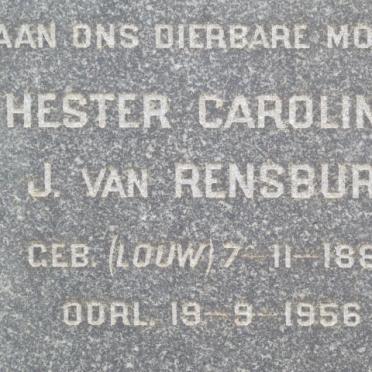 AAN ONS DIERBARE MO
HESTER CAROLIN
J. VAN RENSBUR
GEB. (LOUW) 7-11-188
OORL. 19-9-1956